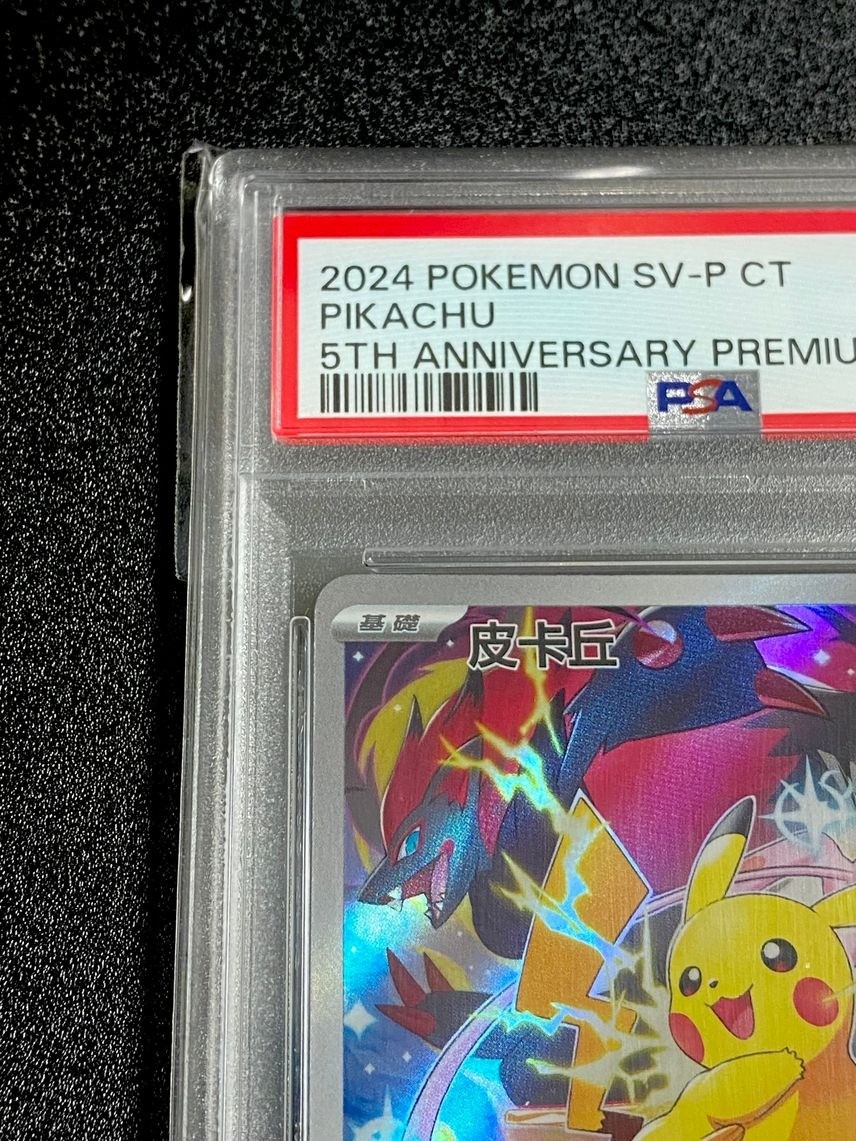 2024 POKEMON SV-P CT
PIKACHU
5TH ANNIVERSARY PREMIU
PSA
基礎
皮卡丘